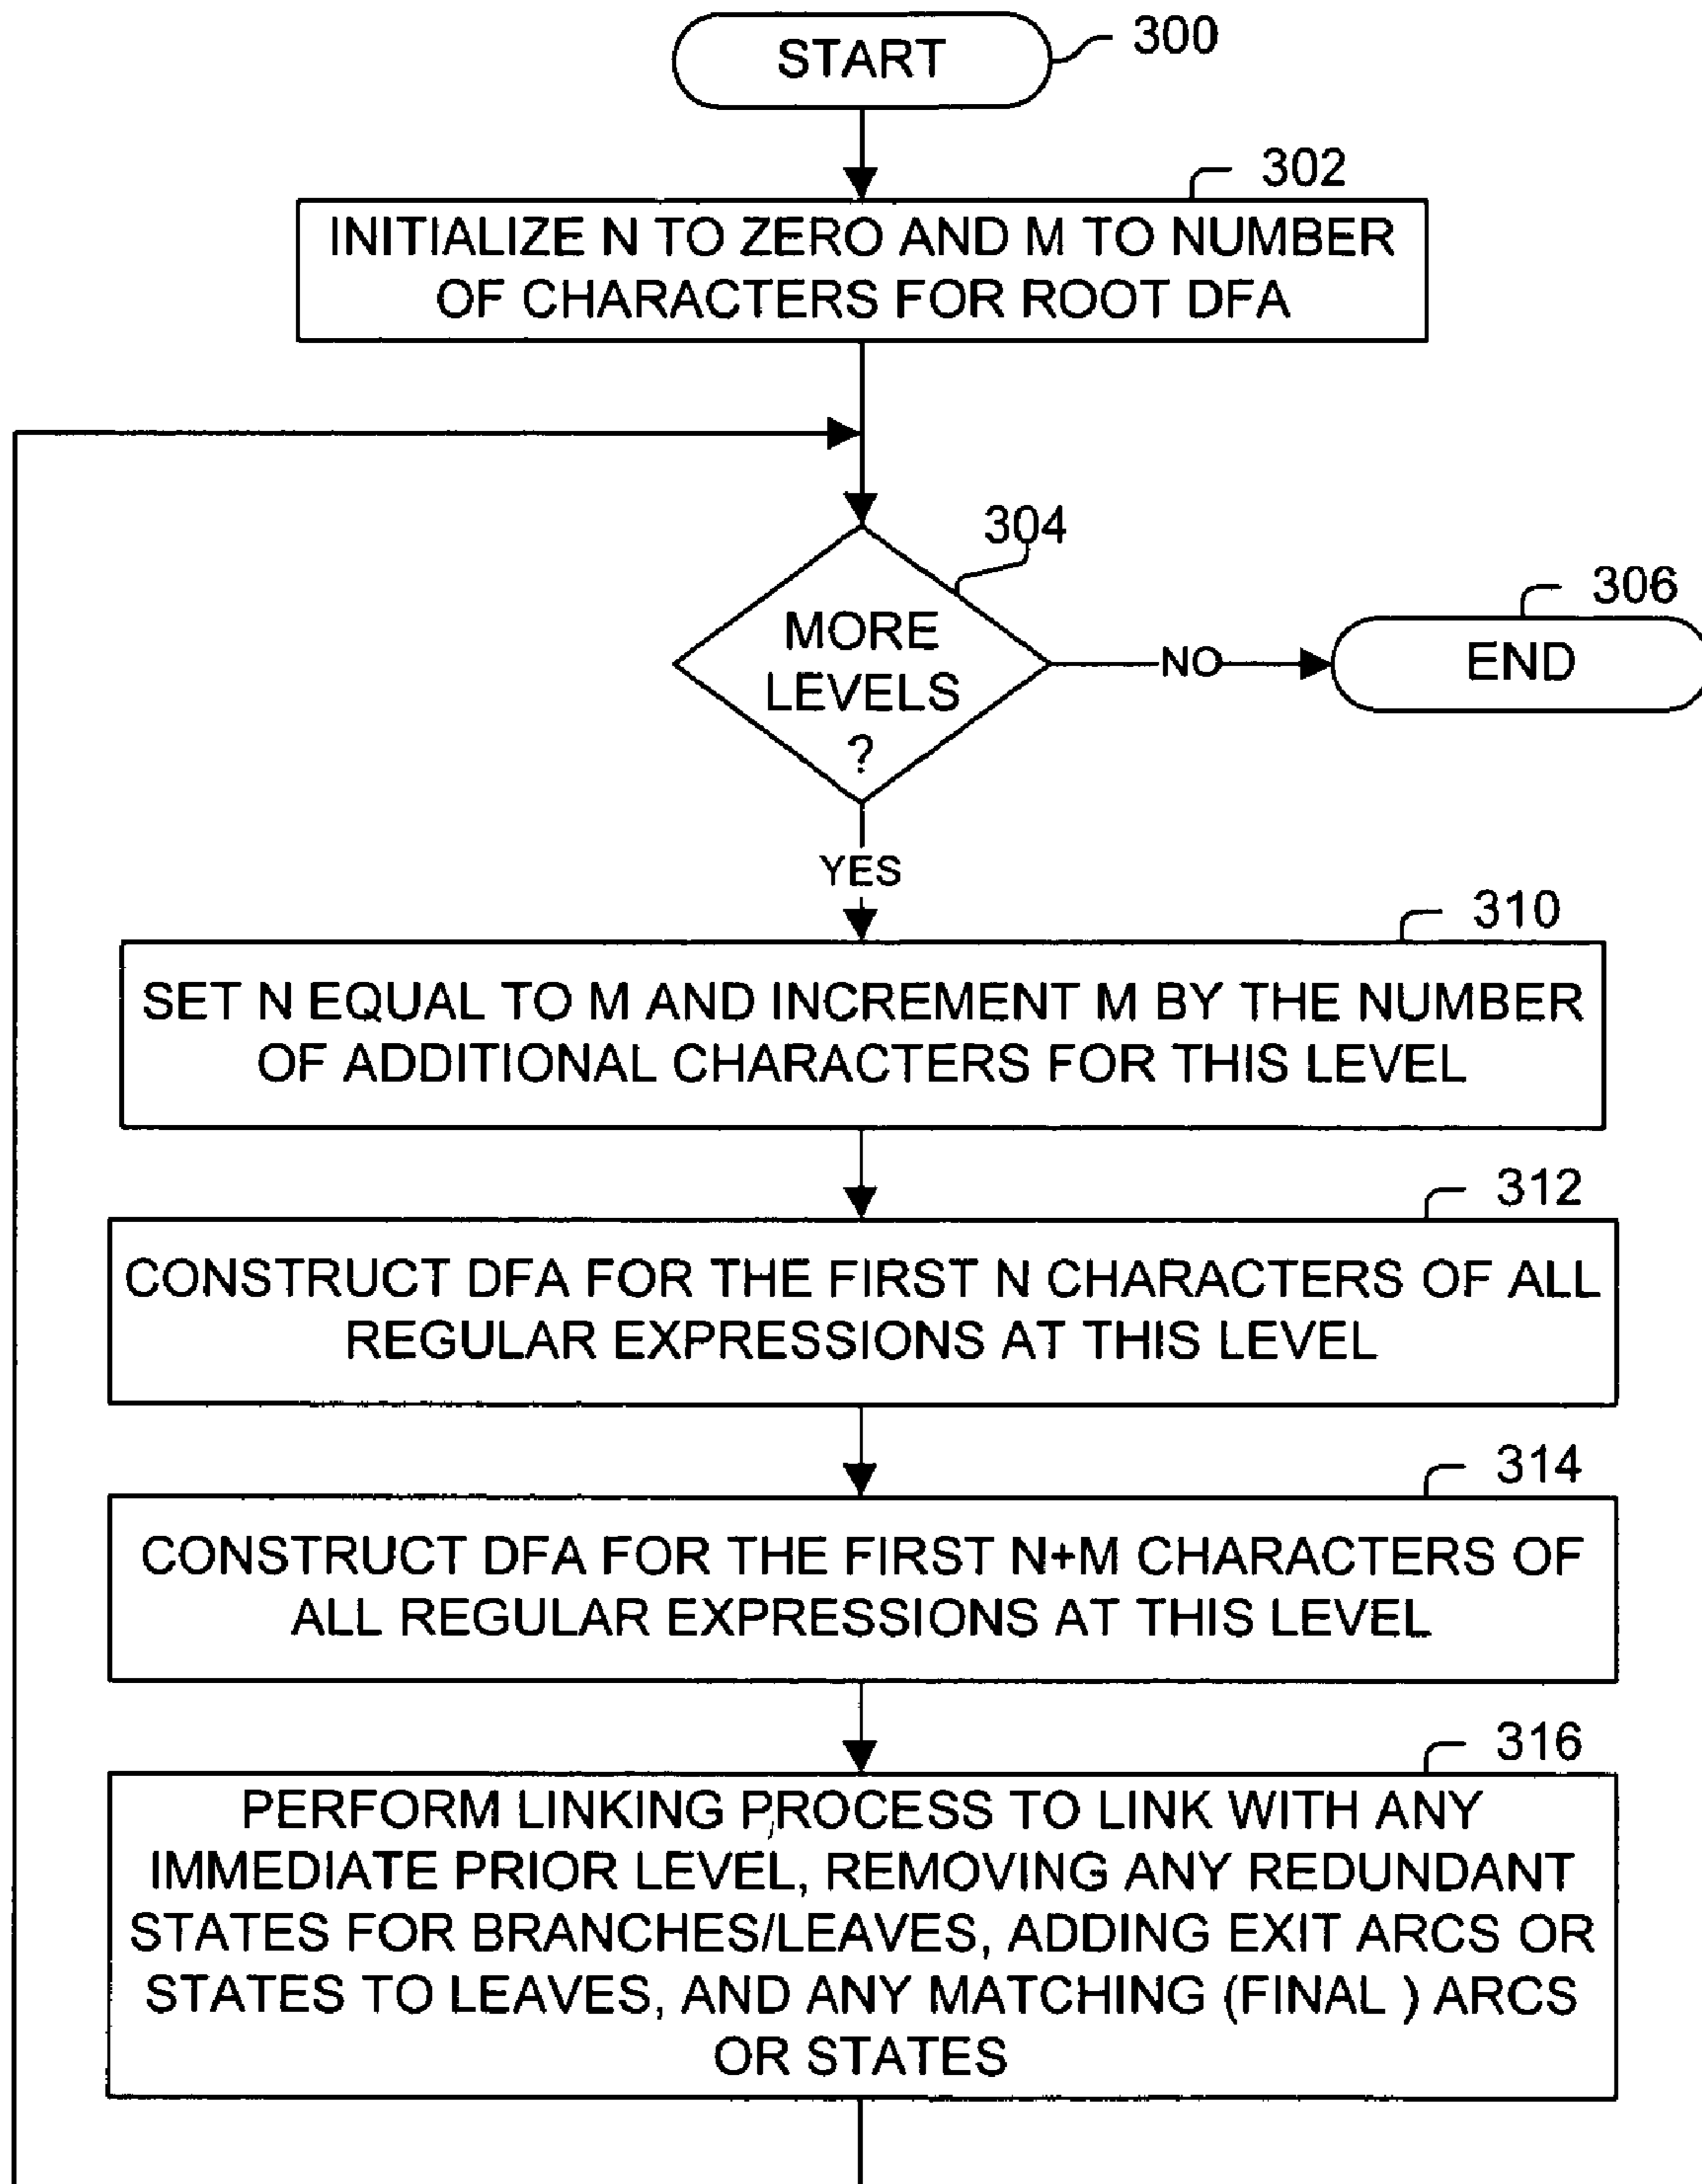 START
300
302
INITIALIZE N TO ZERO AND M TO NUMBER
OF CHARACTERS FOR ROOT DFA
304
MORE
LEVELS
?
NO
306
END
YES
310
SET N EQUAL TO M AND INCREMENT M BY THE NUMBER
OF ADDITIONAL CHARACTERS FOR THIS LEVEL
312
CONSTRUCT DFA FOR THE FIRST N CHARACTERS OF ALL
REGULAR EXPRESSIONS AT THIS LEVEL
314
CONSTRUCT DFA FOR THE FIRST N+M CHARACTERS OF
ALL REGULAR EXPRESSIONS AT THIS LEVEL
316
PERFORM LINKING PROCESS TO LINK WITH ANY
IMMEDIATE PRIOR LEVEL, REMOVING ANY REDUNDANT
STATES FOR BRANCHES/LEAVES, ADDING EXIT ARCS OR
STATES TO LEAVES, AND ANY MATCHING (FINAL ) ARCS
OR STATES